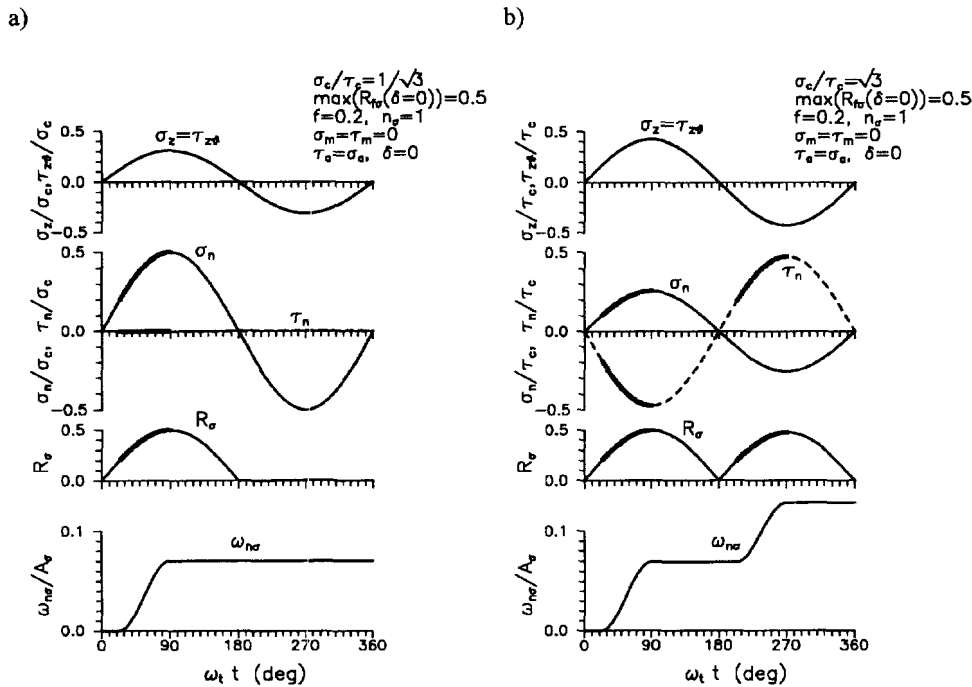 a)
σc/τc=1/√3
max(Rfσ(δ=0))=0.5
f=0.2, nσ=1
σm=τm=0
τa=σa, δ=0
σz/σc,τzϑ/σc
0.5
0.0
−0.5
σz=τzϑ
σn/σc, τn/σc
0.5
0.0
−0.5
σn
τn
Rσ
0.5
0.0
Rσ
ωnσ/Aσ
0.1
0.0
ωnσ
0 90 180 270 360
ωt t (deg)
b)
σc/τc=√3
max(Rfσ(δ=0))=0.5
f=0.2, nσ=1
σm=τm=0
τa=σa, δ=0
σz/τc,τzϑ/τc
0.5
0.0
−0.5
σz=τzϑ
σn/τc, τn/τc
0.5
0.0
−0.5
σn
τn
Rσ
0.5
0.0
Rσ
ωnσ/Aσ
0.1
0.0
ωnσ
0 90 180 270 360
ωt t (deg)